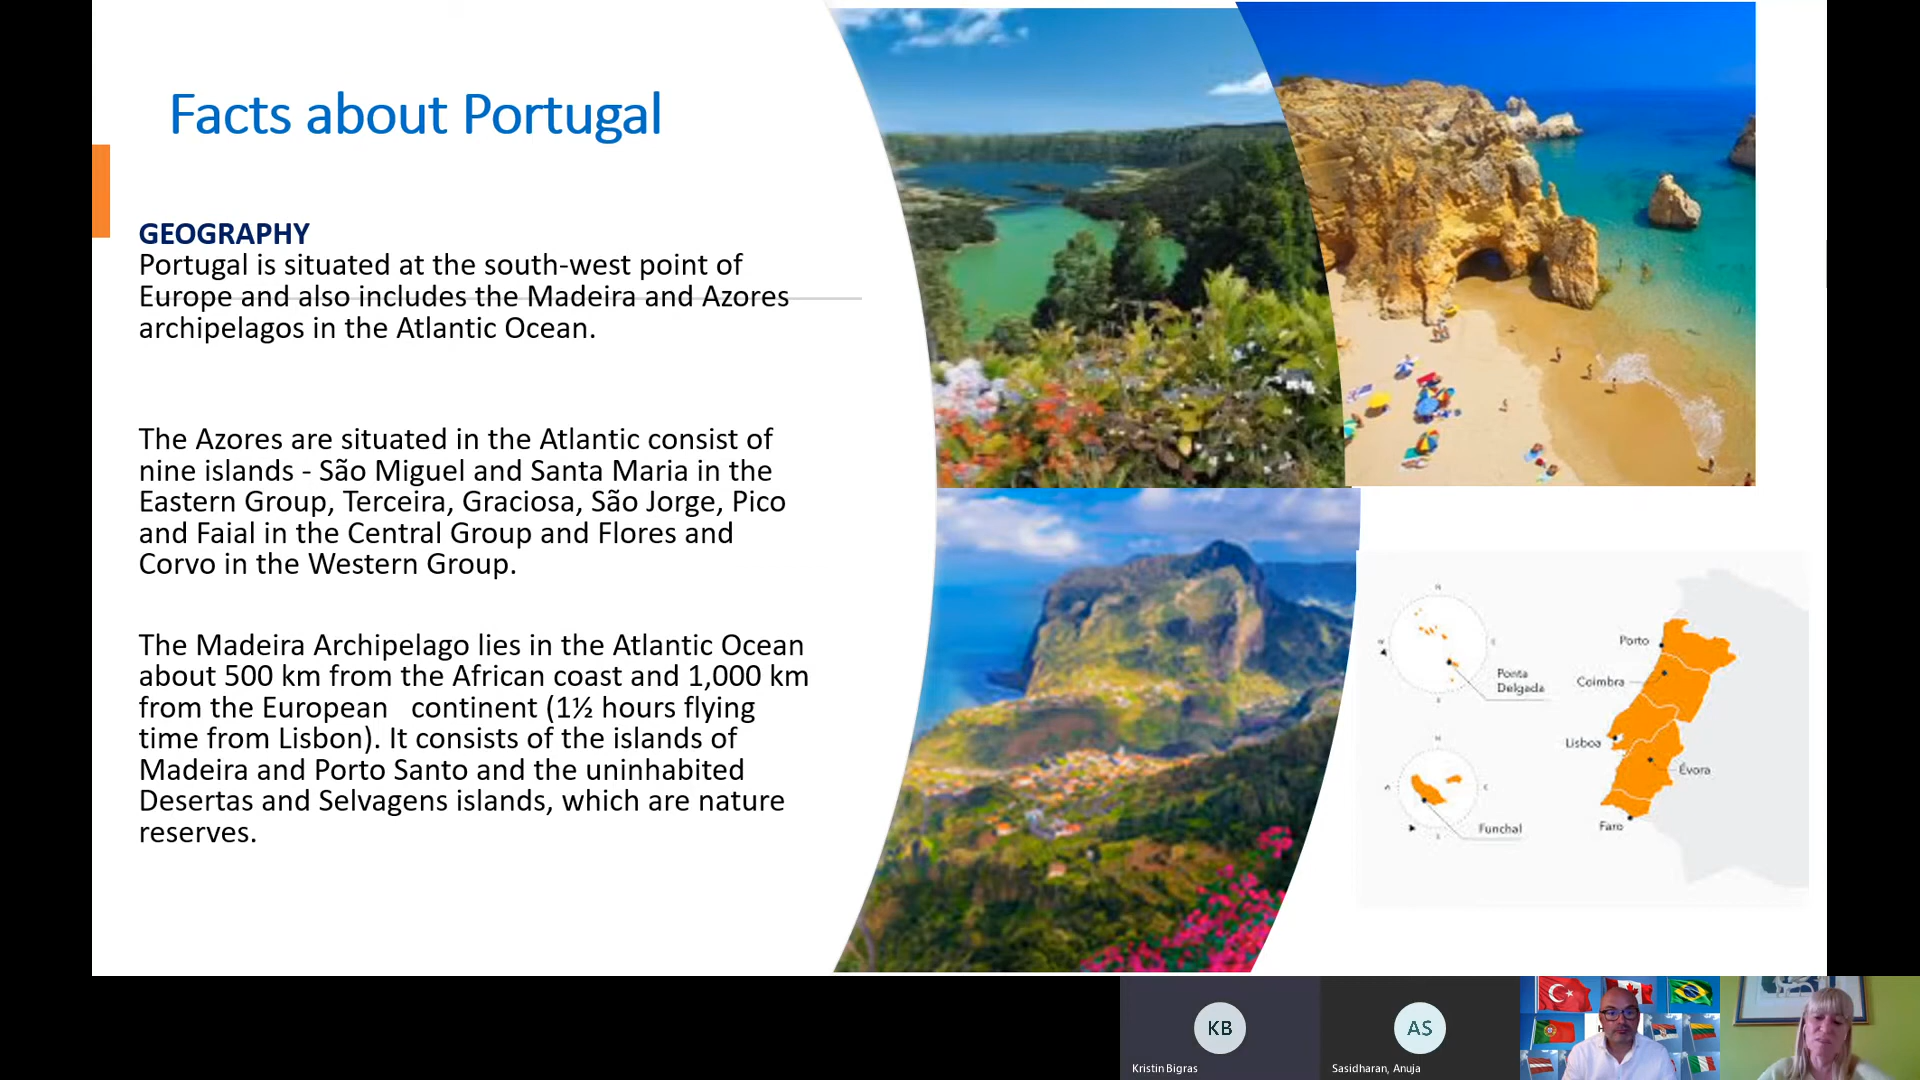 Facts about Portugal
GEOGRAPHY
Portugal is situated at the south-west point of
Europe and also includes the Madeira and Azores
archipelagos in the Atlantic Ocean.
The Azores are situated in the Atlantic consist of
nine islands - São Miguel and Santa Maria in the
Eastern Group, Terceira, Graciosa, São Jorge, Pico
and Faial in the Central Group and Flores and
Corvo in the Western Group.
The Madeira Archipelago lies in the Atlantic Ocean
about 500 km from the African coast and 1,000 km
from the European   continent (1½ hours flying
time from Lisbon). It consists of the islands of
Madeira and Porto Santo and the uninhabited
Desertas and Selvagens islands, which are nature
reserves.
Porto
Coimbra
Lisboa
Évora
Faro
Ponta
Delgada
Funchal
KB
Kristin Bigras
AS
Sasidharan, Anuja